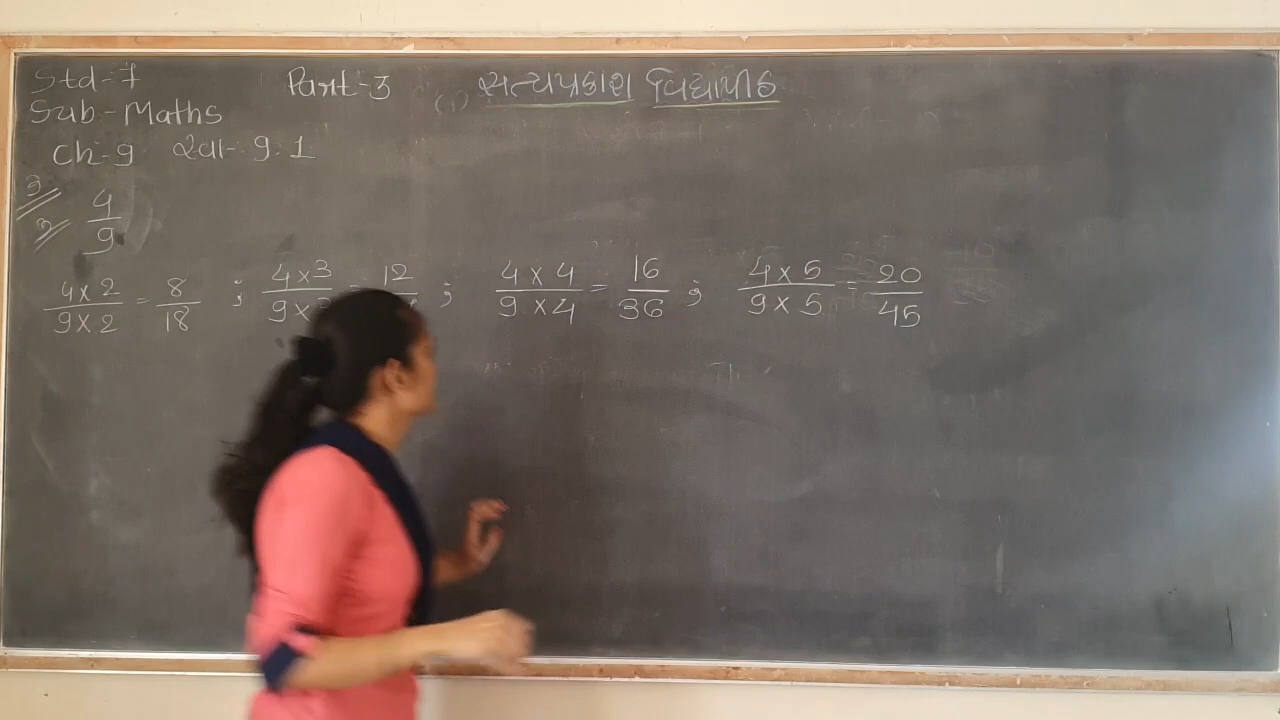 Std-7 Part-3 સત્યપ્રકાશ વિદ્યાપીઠ
Sub.-Maths
Ch-9 સ્વા-9.1
3
2 4/9
4×2/9×2 = 8/18 ; 4×3/9× = 12/ ; 4×4/9×4 = 16/36 ; 4×5/9×5 = 20/45